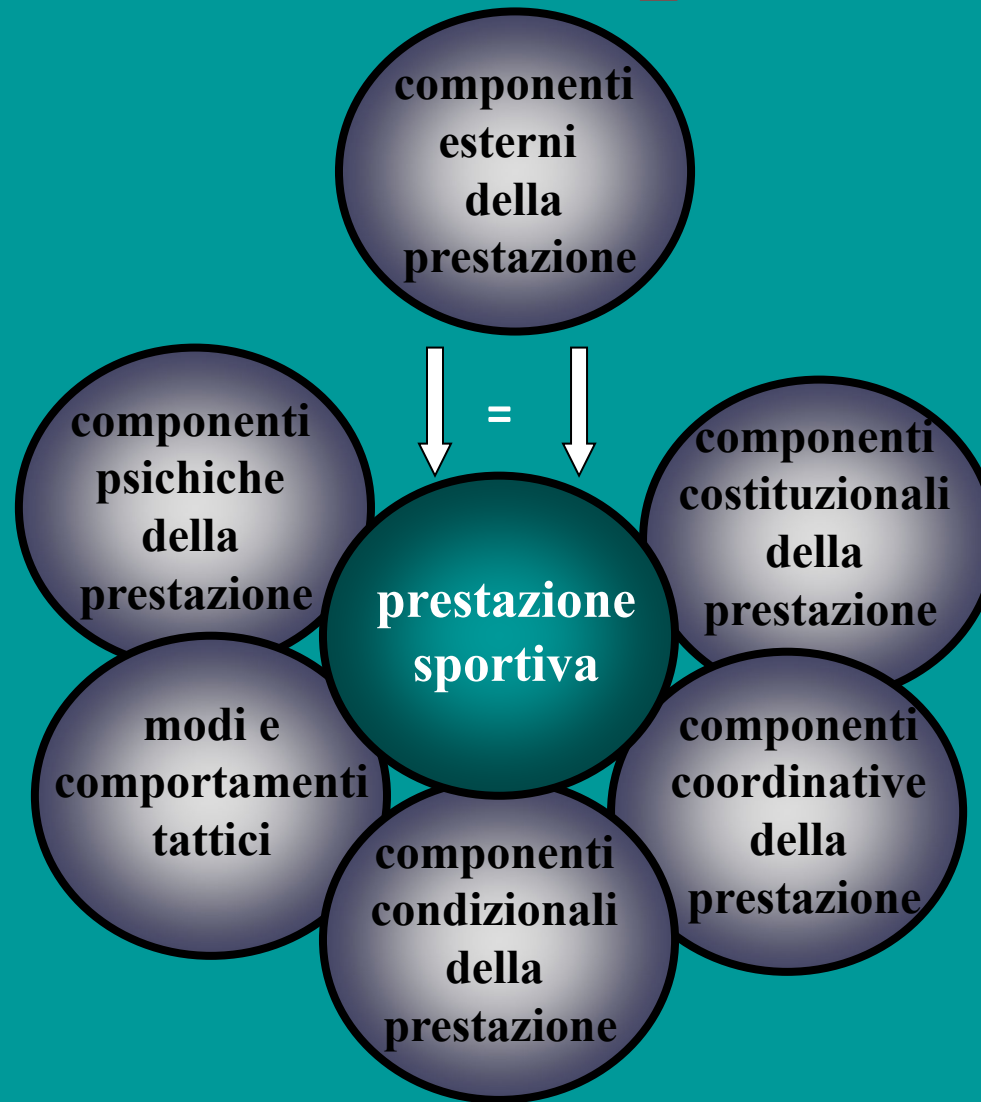 componenti
esterni
della
prestazione
=
componenti
psichiche
della
prestazione
componenti
costituzionali
della
prestazione
prestazione
sportiva
modi e
comportamenti
tattici
componenti
coordinative
della
prestazione
componenti
condizionali
della
prestazione